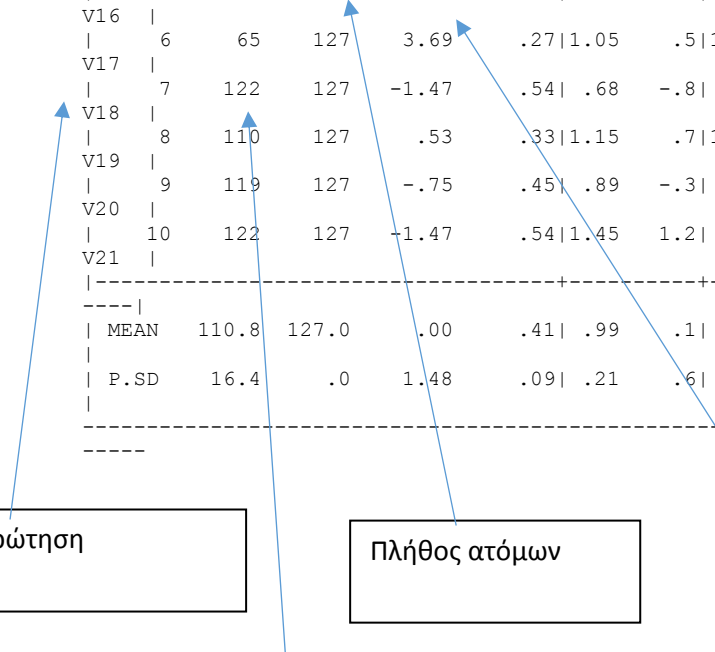 V16 |
| 6 65 127 3.69 .27|1.05 .5|
V17 |
| 7 122 127 -1.47 .54| .68 -.8|
V18 |
| 8 110 127 .53 .33|1.15 .7|
V19 |
| 9 119 127 -.75 .45| .89 -.3|
V20 |
| 10 122 127 -1.47 .54|1.45 1.2|
V21 |
|------------------------------------+-----------+-
----|
| MEAN 110.8 127.0 .00 .41| .99 .1|
|
| P.SD 16.4 .0 1.48 .09| .21 .6|
|
-----------------------------------------
-----
ρώτηση
Πλήθος ατόμων